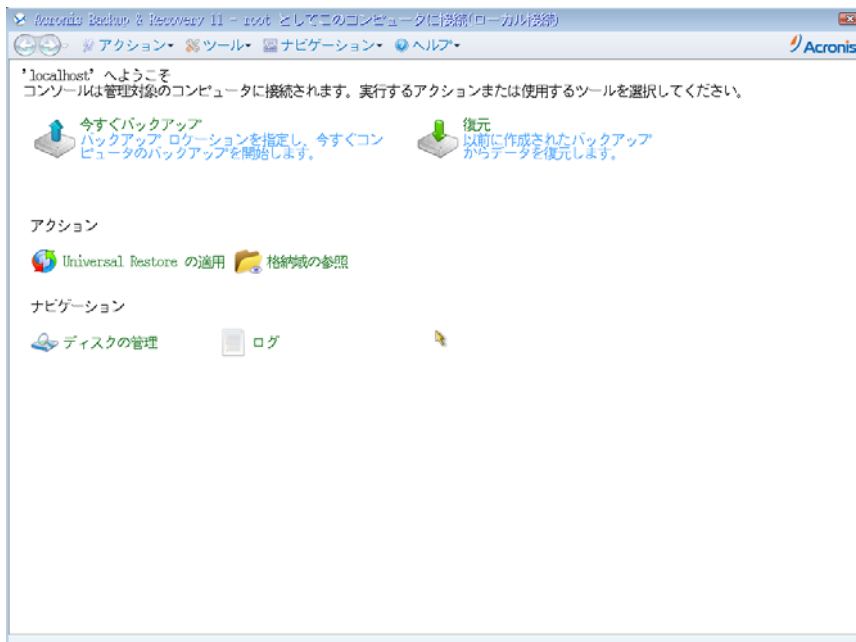 Acronis Backup & Recovery 11 - root としてこのコンピュータに接続(ローカル接続)
アクション ツール ナビゲーション ヘルプ Acronis
'localhost' へようこそ
コンソールは管理対象のコンピュータに接続されます。実行するアクションまたは使用するツールを選択してください。
今すぐバックアップ
バックアップ ロケーションを指定し、今すぐコン
ピュータのバックアップを開始します。
復元
以前に作成されたバックアップ
からデータを復元します。
アクション
Universal Restore の適用 格納域の参照
ナビゲーション
ディスクの管理 ログ